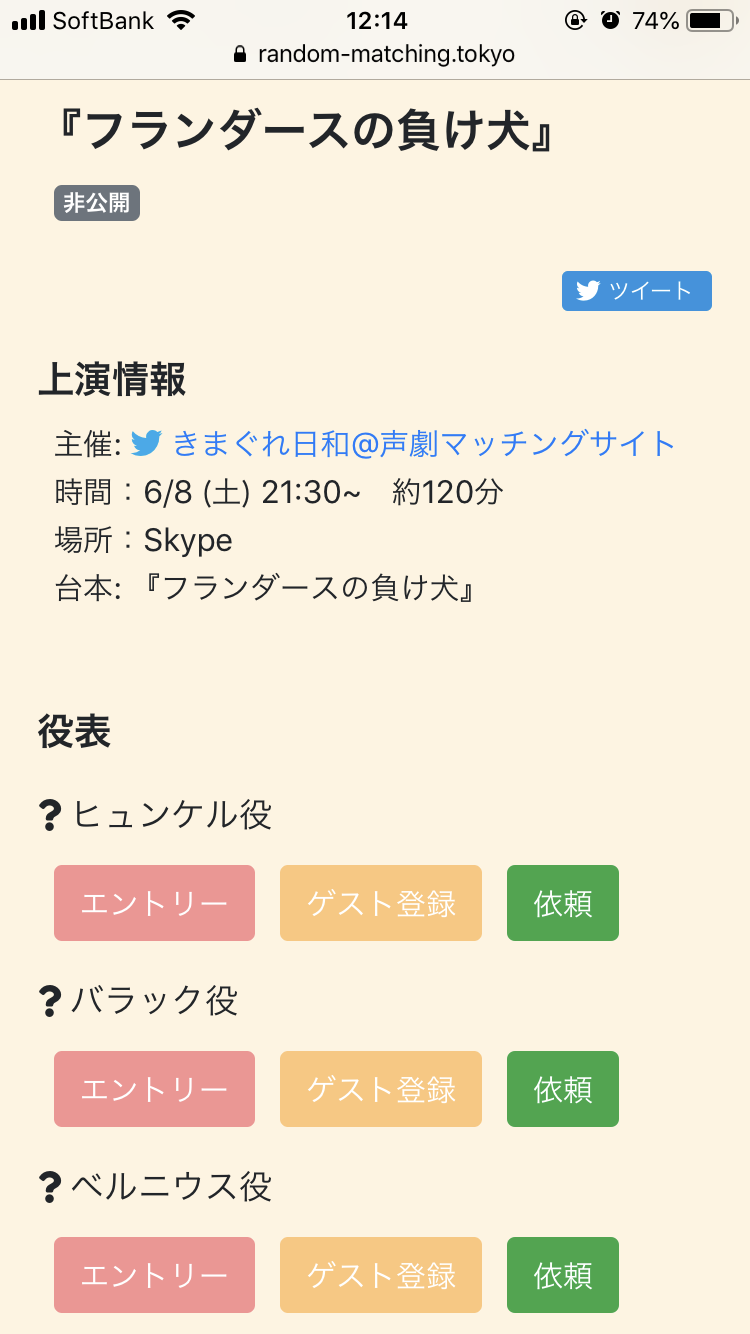 SoftBank 12:14 74%
random-matching.tokyo
『フランダースの負け犬』
非公開
ツイート
上演情報
主催: きまぐれ日和@声劇マッチングサイト
時間：6/8 (土) 21:30~　約120分
場所：Skype
台本: 『フランダースの負け犬』
役表
? ヒュンケル役
エントリー ゲスト登録 依頼
? バラック役
エントリー ゲスト登録 依頼
? ベルニウス役
エントリー ゲスト登録 依頼